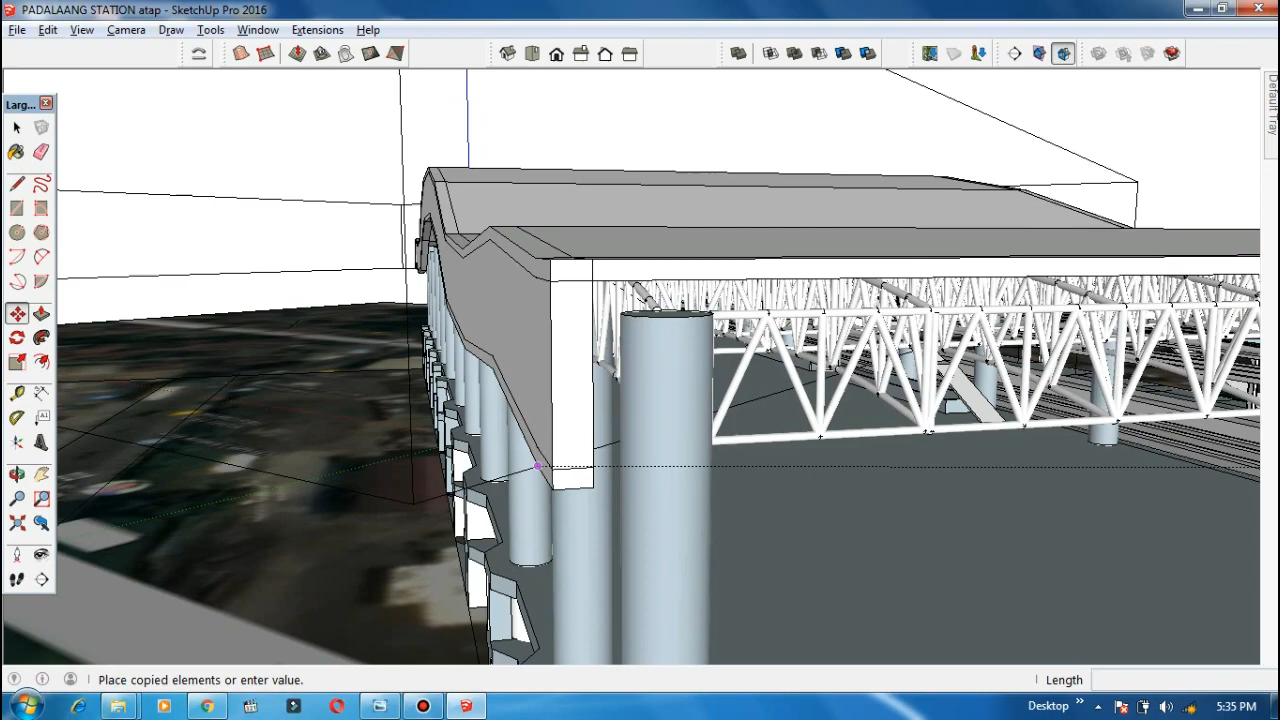 PADALAANG STATION atap - SketchUp Pro 2016
File Edit View Camera Draw Tools Window Help Extensions
Larg...
A1
Default Tray
Place copied elements or enter value.
Length
Desktop
5:35 PM